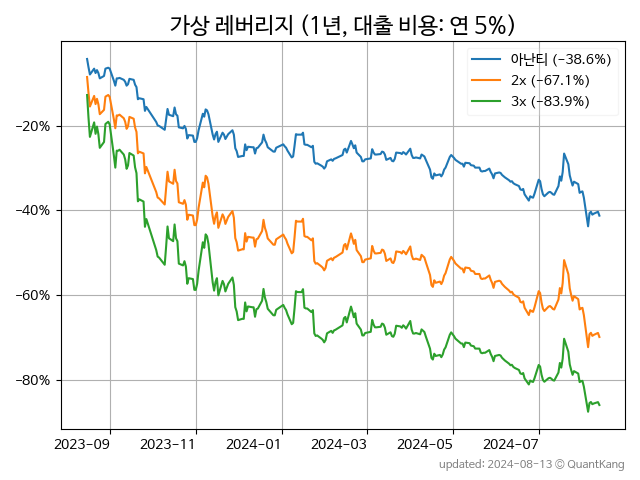 가상 레버리지 (1년, 대출 비용: 연 5%)
아난티 (−38.6%)
2x (−67.1%)
3x (−83.9%)
−20%
−40%
−60%
−80%
2023-09 2023-11 2024-01 2024-03 2024-05 2024-07
updated: 2024-08-13 © QuantKang